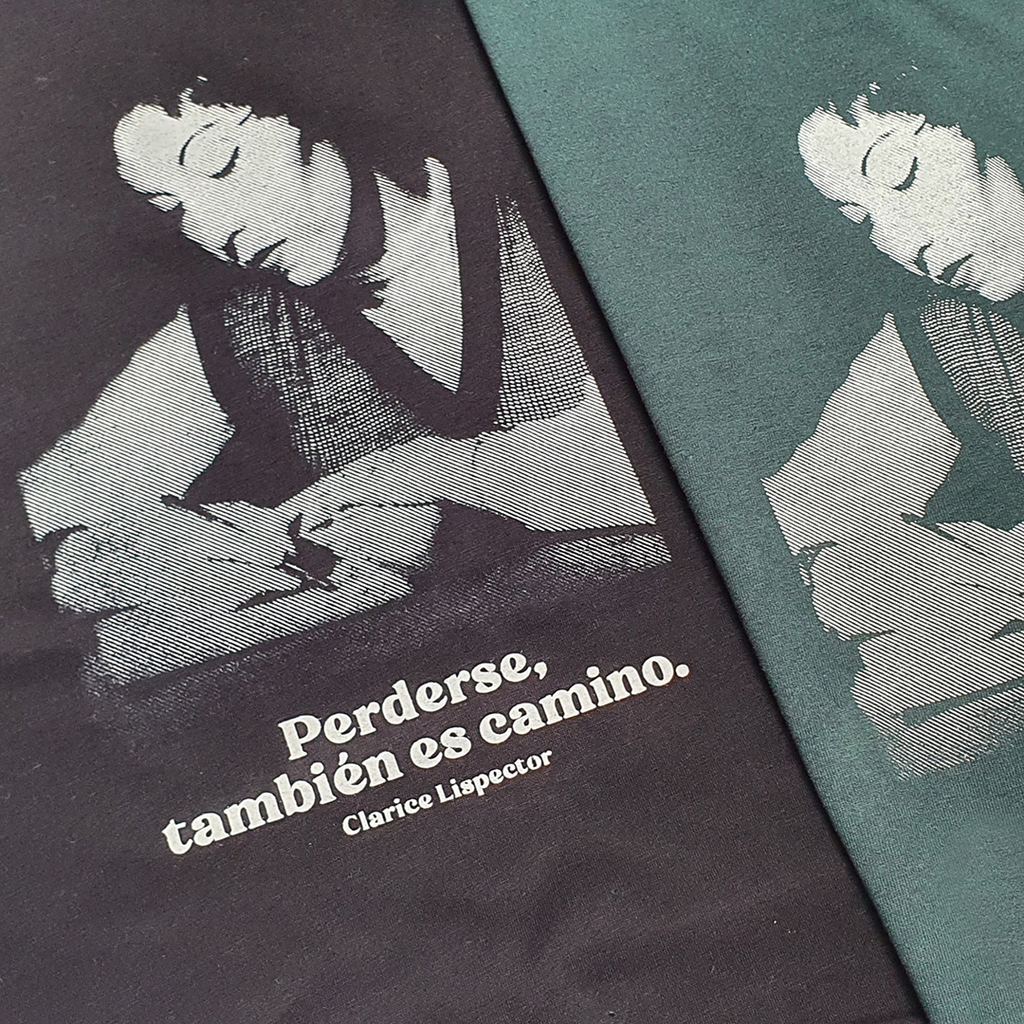 Perderse,
también es camino.
Clarice Lispector